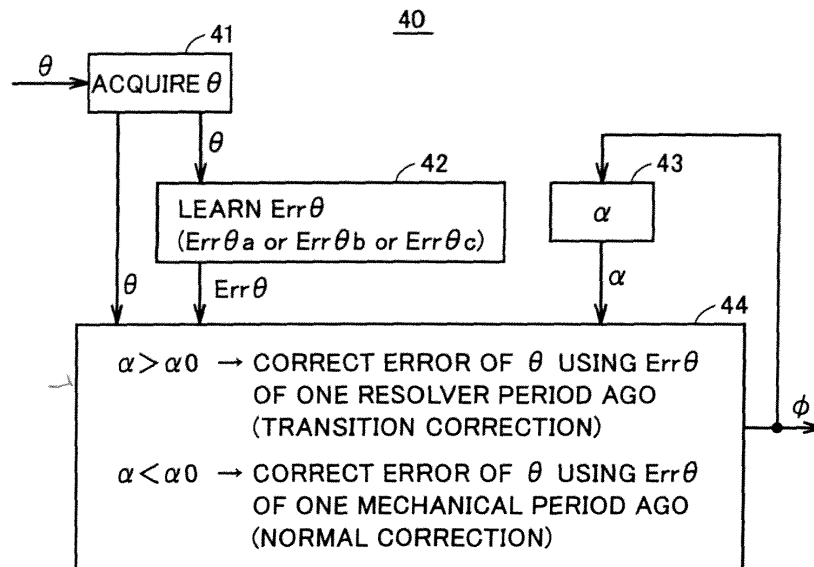 40
41
θ
ACQUIRE θ
θ
42
43
LEARN Errθ
(Errθa or Errθb or Errθc)
α
θ
Errθ
α
44
α>α0 → CORRECT ERROR OF θ USING Errθ
OF ONE RESOLVER PERIOD AGO
(TRANSITION CORRECTION)
ϕ
α<α0 → CORRECT ERROR OF θ USING Errθ
OF ONE MECHANICAL PERIOD AGO
(NORMAL CORRECTION)